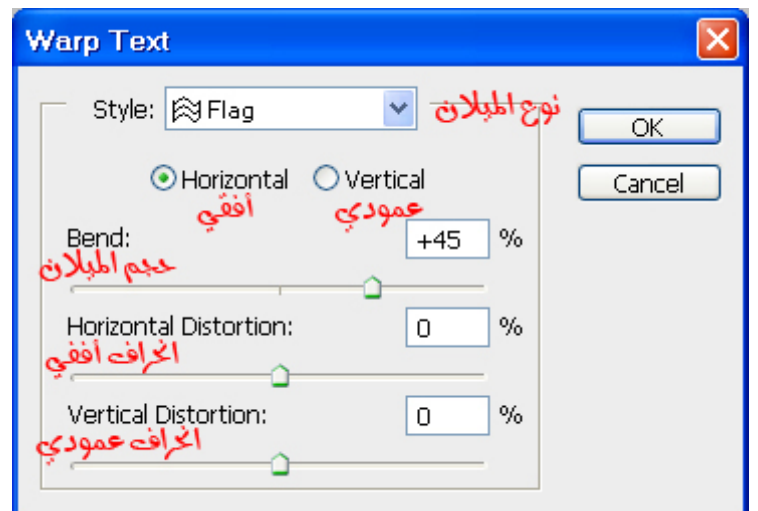 Warp Text
Style: Flag نوع الميلان
OK
Horizontal Vertical
أفقي عمودي
Cancel
Bend: +45 %
حجم الميلان
Horizontal Distortion: 0 %
انحراف أفقي
Vertical Distortion: 0 %
انحراف عمودي